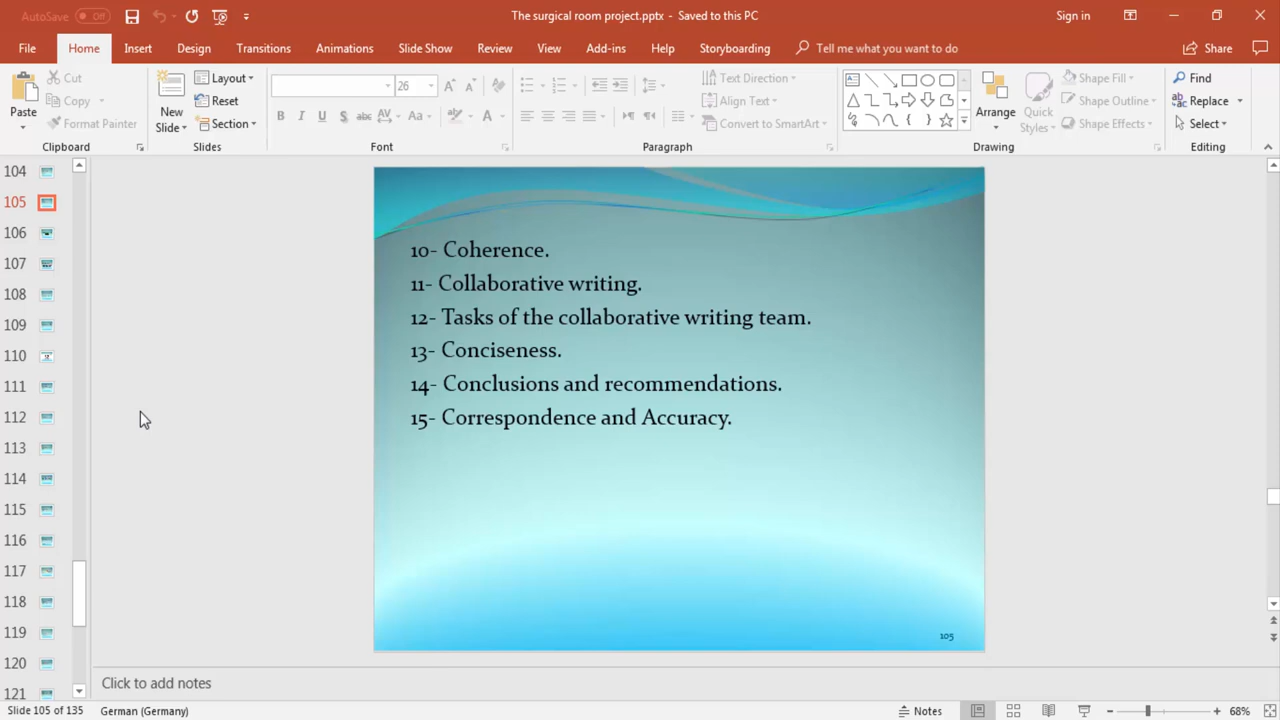 AutoSave Off The surgical room project.pptx - Saved to this PC Sign in
File Home Insert Design Transitions Animations Slide Show Review View Add-ins Help Storyboarding Tell me what you want to do Share
Paste
Cut
Copy
Format Painter
Clipboard
New Slide
Layout
Reset
Section
Slides
26
B I U S abc AV Aa A
Font
Text Direction
Align Text
Convert to SmartArt
Paragraph
Arrange
Quick Styles
Shape Fill
Shape Outline
Shape Effects
Drawing
Find
Replace
Select
Editing
104
105
106
107
108
109
110
111
112
113
114
115
116
117
118
119
120
121
10- Coherence.
11- Collaborative writing.
12- Tasks of the collaborative writing team.
13- Conciseness.
14- Conclusions and recommendations.
15- Correspondence and Accuracy.
105
Click to add notes
Slide 105 of 135 German (Germany) Notes 68%